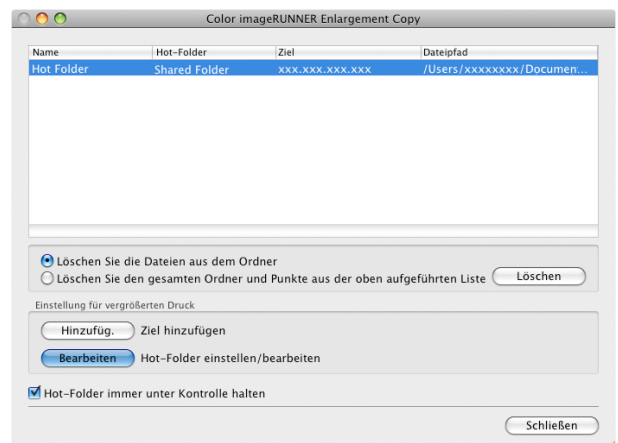 Color imageRUNNER Enlargement Copy
Name Hot-Folder Ziel Dateipfad
Hot Folder Shared Folder xxx.xxx.xxx.xxx /Users/xxxxxxxx/Documen...
Löschen Sie die Dateien aus dem Ordner
Löschen Sie den gesamten Ordner und Punkte aus der oben aufgeführten Liste Löschen
Einstellung für vergrößerten Druck
Hinzufüg. Ziel hinzufügen
Bearbeiten Hot-Folder einstellen/bearbeiten
Hot-Folder immer unter Kontrolle halten
Schließen